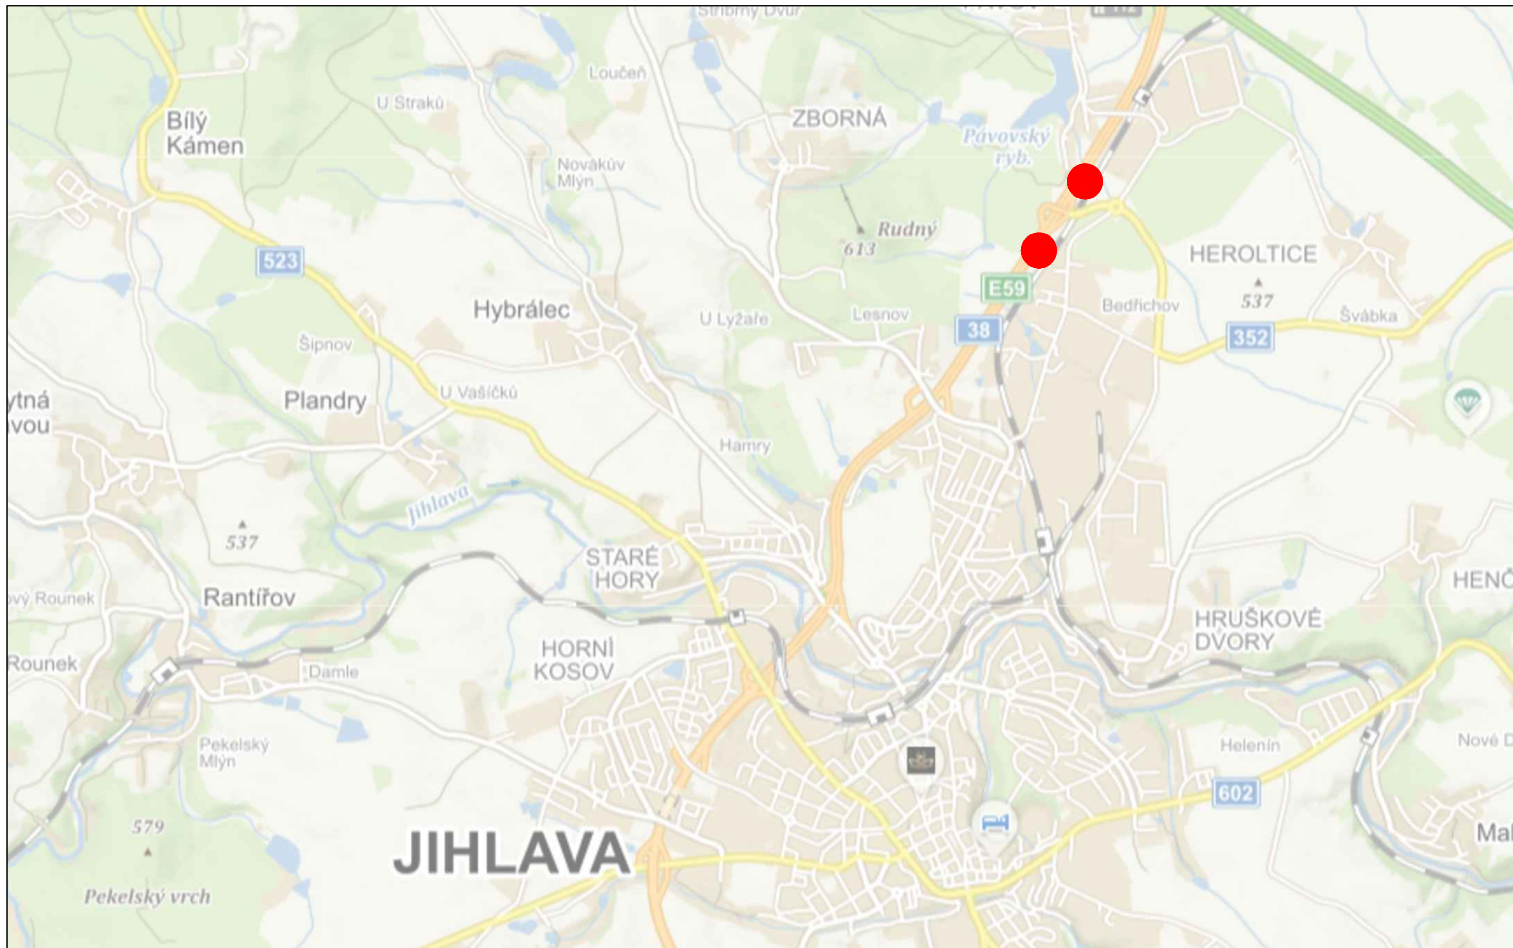 Stříbrný Dvůr
Loučeň
U Straků
ZBORNÁ
Bílý
Kámen
Pávovský
ryb.
Novákův
Mlýn
Rudný
613
523
HEROLTICE
537
E59
Bedřichov
Hybrálec
U Lyžaře
Lesnov
38
Švábka
352
Šipnov
Plandry
U Vašíčků
Hamry
Jihlava
537
STARÉ
HORY
Rantířov
HRUŠKOVÉ
DVORY
HORNÍ
KOSOV
Rounek
Damle
Pekelský
Mlýn
Helenín
602
579
JIHLAVA
Pekelský vrch